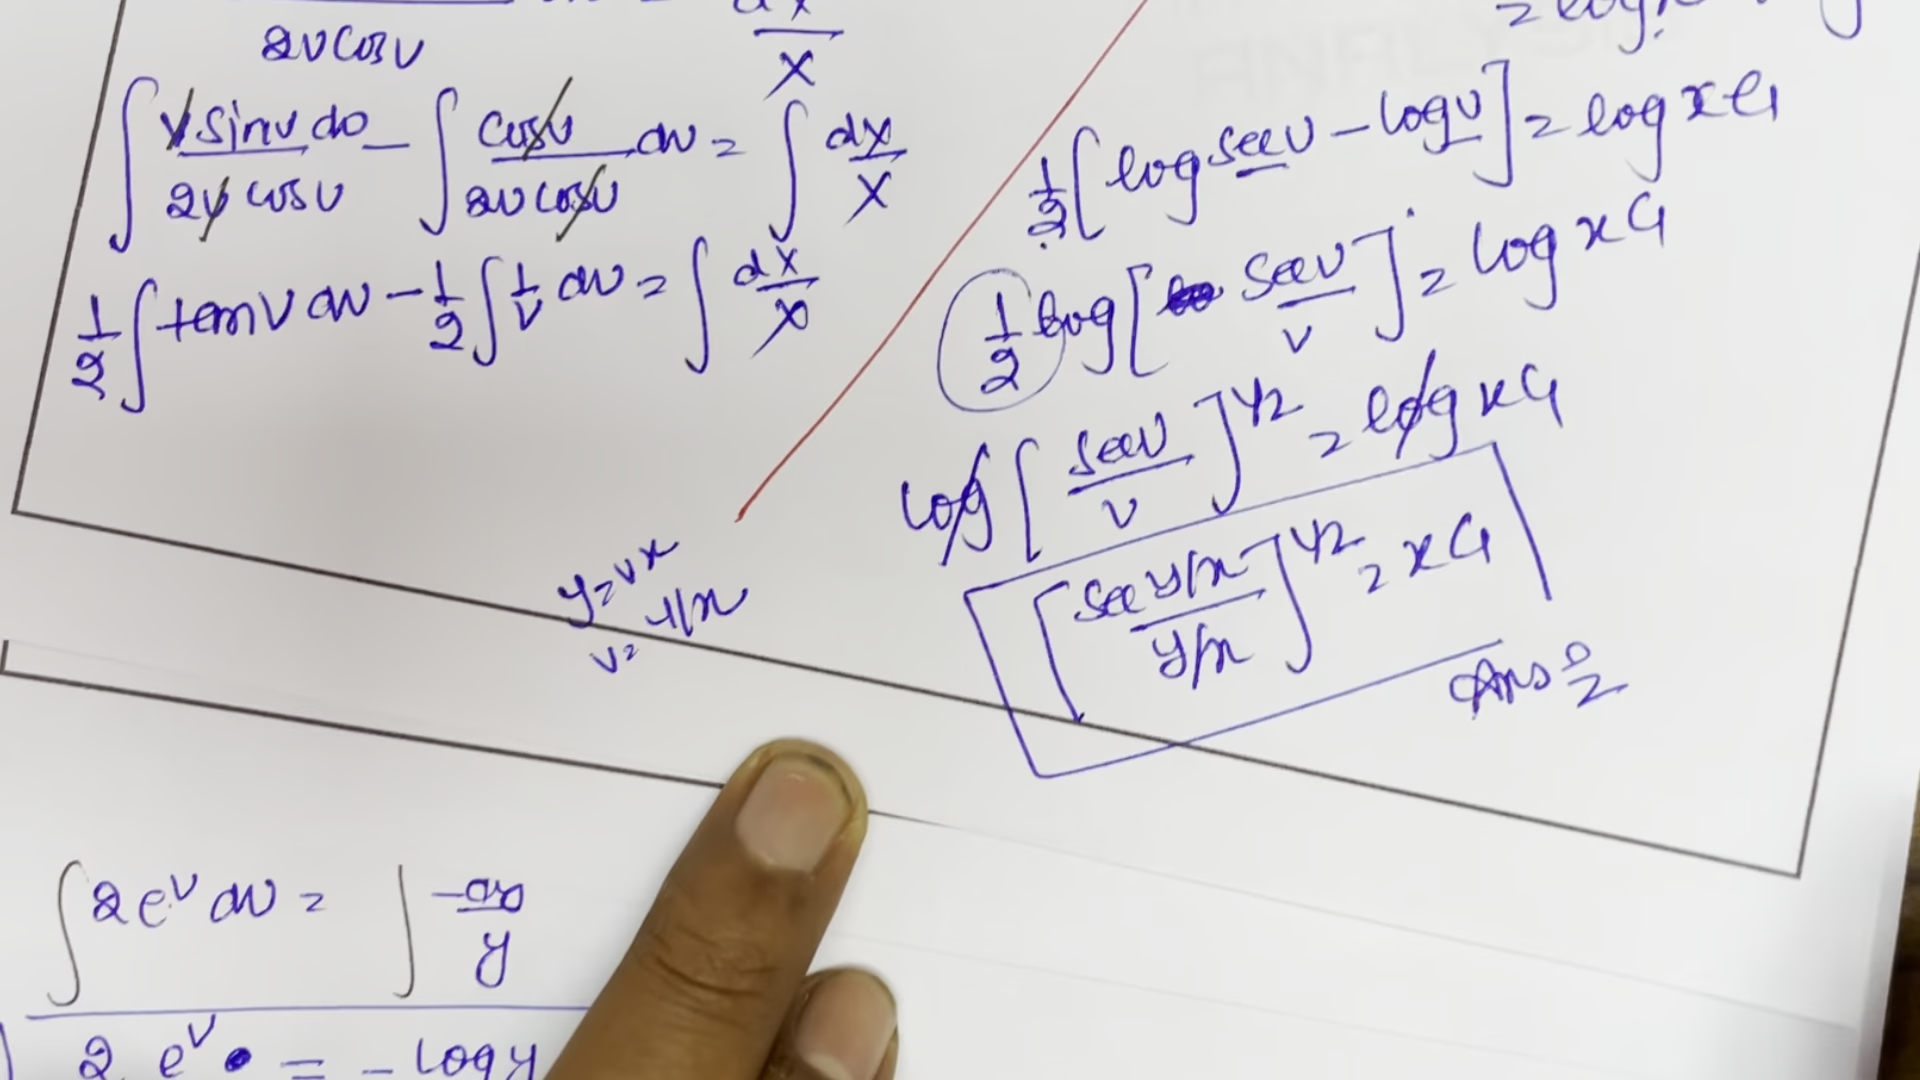 2v cos v
dx/x
∫ v sin v dv / 2v cos v − ∫ cos v / 2v cos v dv = ∫ dx/x
1/2 ∫ tan v dv − 1/2 ∫ 1/v dv = ∫ dx/x
y = vx
v = y/x
1/2 [log sec v − log v] = log x c1
1/2 log [sec v / v] = log x c1
log [sec v / v]^1/2 = log x c1
[sec y/x / y/x]^1/2 = x c1
Ans
∫ 2e^v dv = ∫ / y
2 e^v = − log y